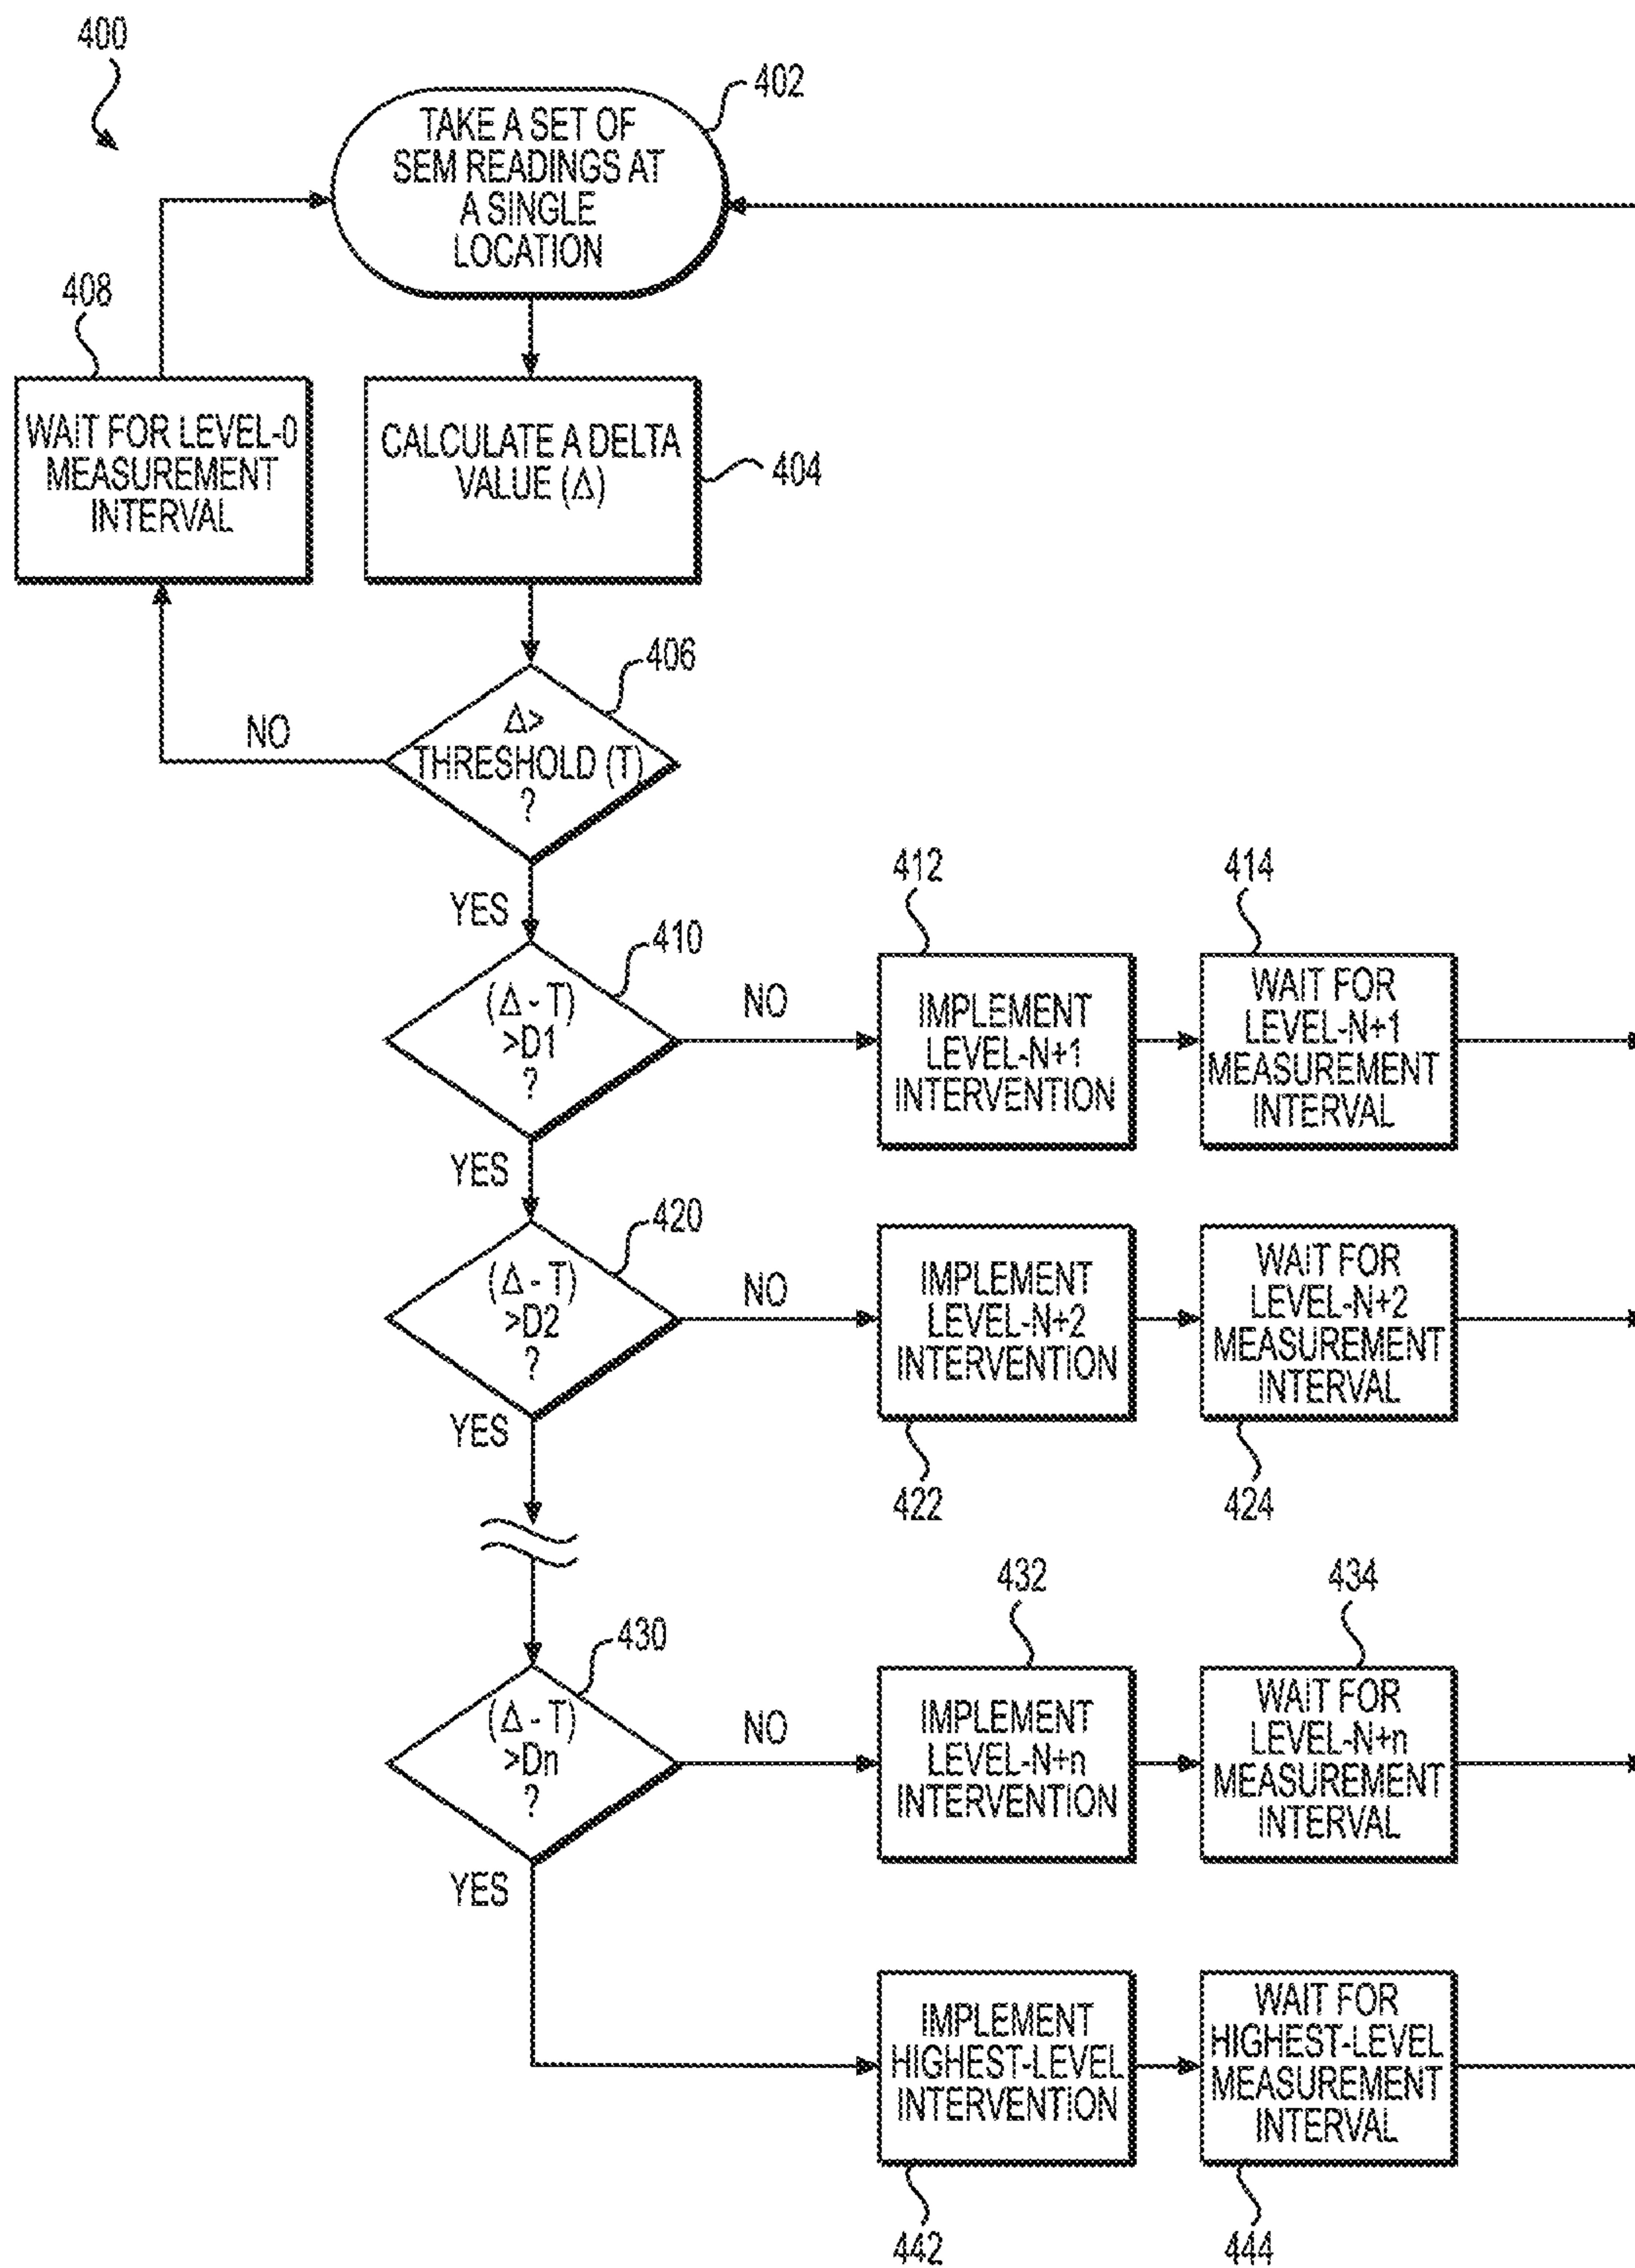 400
402
TAKE A SET OF
SEM READINGS AT
A SINGLE
LOCATION
408
WAIT FOR LEVEL-0
MEASUREMENT
INTERVAL
CALCULATE A DELTA
VALUE (Δ)
404
406
Δ>
THRESHOLD (T)
?
NO
YES
410
(Δ - T)
>D1
?
NO
412
IMPLEMENT
LEVEL-N+1
INTERVENTION
414
WAIT FOR
LEVEL-N+1
MEASUREMENT
INTERVAL
YES
420
(Δ - T)
>D2
?
NO
IMPLEMENT
LEVEL-N+2
INTERVENTION
422
WAIT FOR
LEVEL-N+2
MEASUREMENT
INTERVAL
424
YES
430
(Δ - T)
>Dn
?
NO
432
IMPLEMENT
LEVEL-N+n
INTERVENTION
434
WAIT FOR
LEVEL-N+n
MEASUREMENT
INTERVAL
YES
IMPLEMENT
HIGHEST-LEVEL
INTERVENTION
442
WAIT FOR
HIGHEST-LEVEL
MEASUREMENT
INTERVAL
444